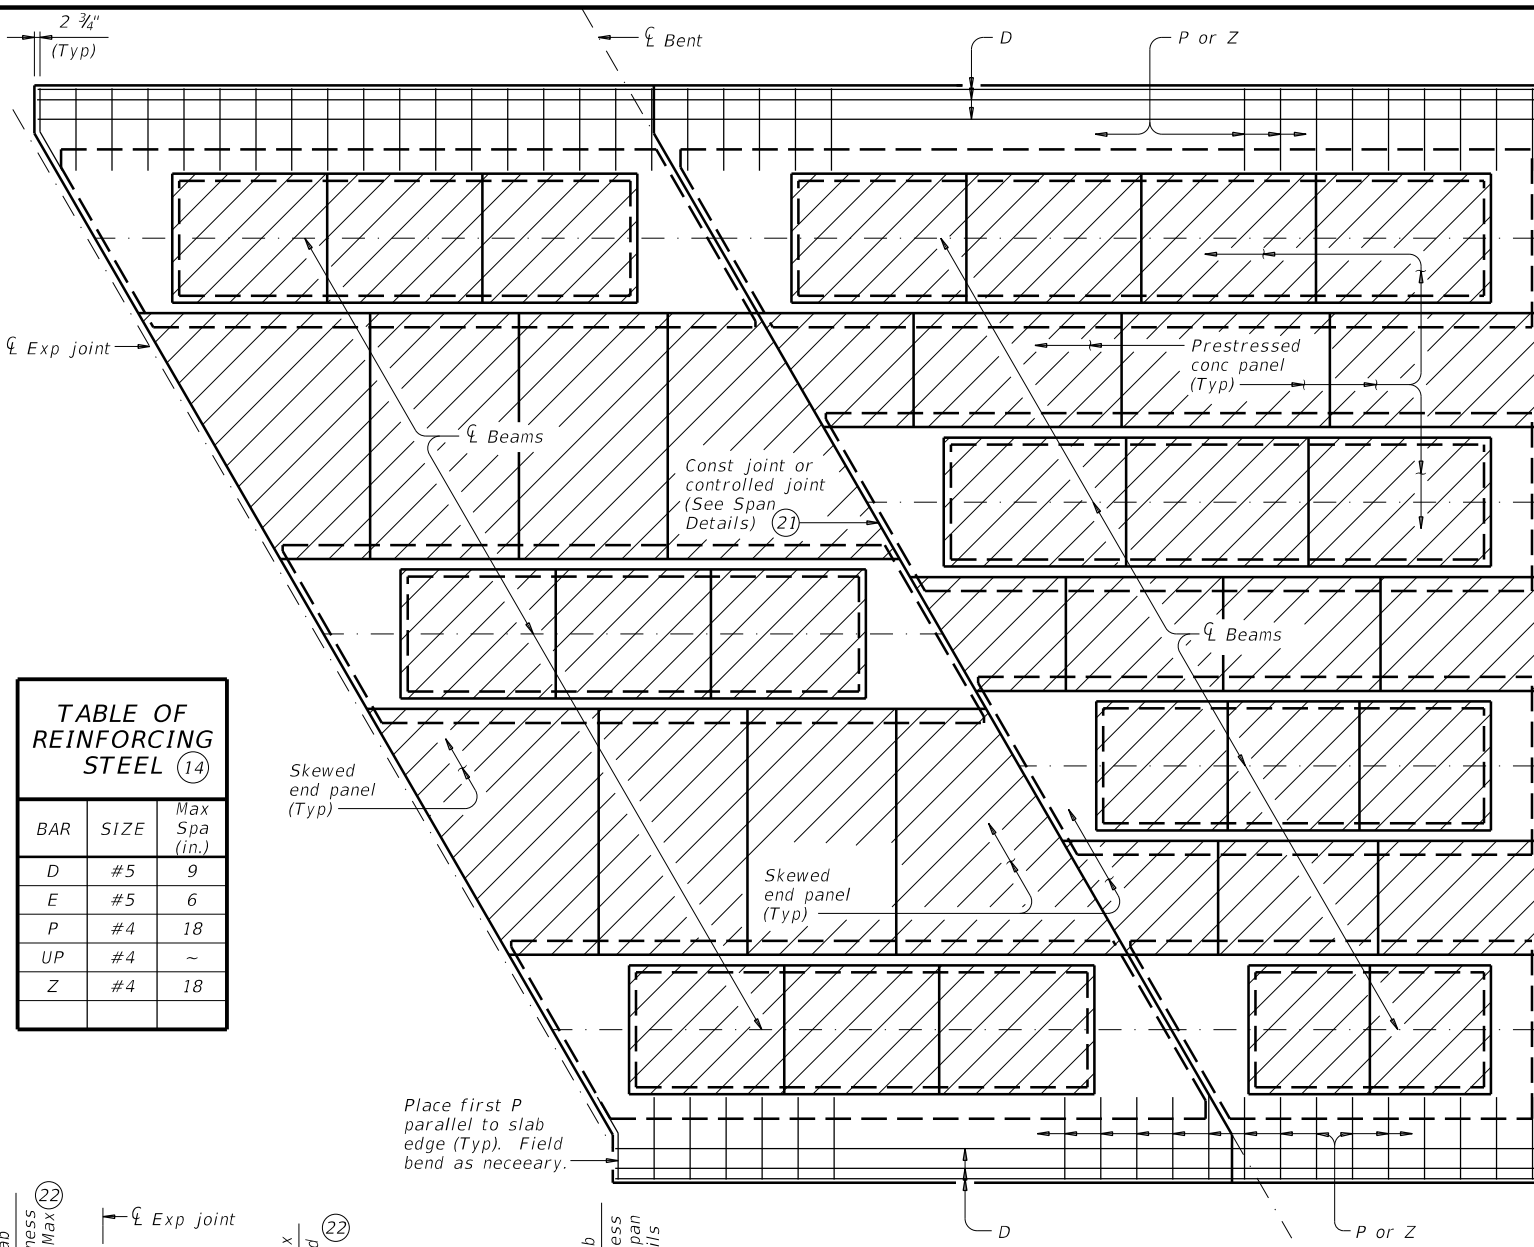 2 ¾"
(Typ)
℄ Bent
D
P or Z
℄ Exp joint
Prestressed
conc panel
(Typ)
℄ Beams
Const joint or
controlled joint
(See Span
Details) 21
℄ Beams
TABLE OF
REINFORCING
STEEL 14
BAR SIZE Max Spa (in.)
D #5 9
E #5 6
P #4 18
UP #4 ~
Z #4 18
Skewed
end panel
(Typ)
Skewed
end panel
(Typ)
Place first P
parallel to slab
edge (Typ). Field
bend as neceeary.
D
P or Z
22
Max
℄ Exp joint
22